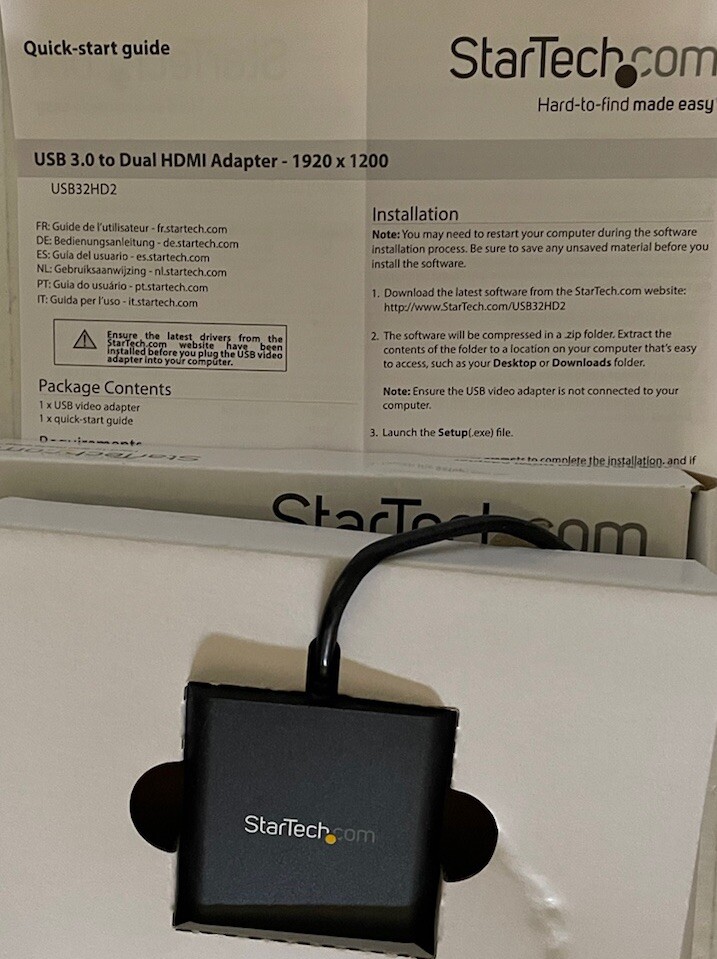 Quick-start guide
StarTech.com
Hard-to-find made easy
USB 3.0 to Dual HDMI Adapter - 1920 x 1200
USB32HD2
FR: Guide de l'utilisateur - fr.startech.com
DE: Bedienungsanleitung - de.startech.com
ES: Guía del usuario - es.startech.com
NL: Gebruiksaanwijzing - nl.startech.com
PT: Guia do usuário - pt.startech.com
IT: Guida per l'uso - it.startech.com
Ensure the latest drivers from the
StarTech.com website have been
installed before you plug the USB video
adapter into your computer.
Package Contents
1 x USB video adapter
1 x quick-start guide
Requirements
Installation
Note: You may need to restart your computer during the software
installation process. Be sure to save any unsaved material before you
install the software.
1. Download the latest software from the StarTech.com website:
http://www.StarTech.com/USB32HD2
2. The software will be compressed in a .zip folder. Extract the
contents of the folder to a location on your computer that's easy
to access, such as your Desktop or Downloads folder.
Note: Ensure the USB video adapter is not connected to your
computer.
3. Launch the Setup(.exe) file.
to complete the installation, and if
StarTech.com
StarTech.com
StarTech.com